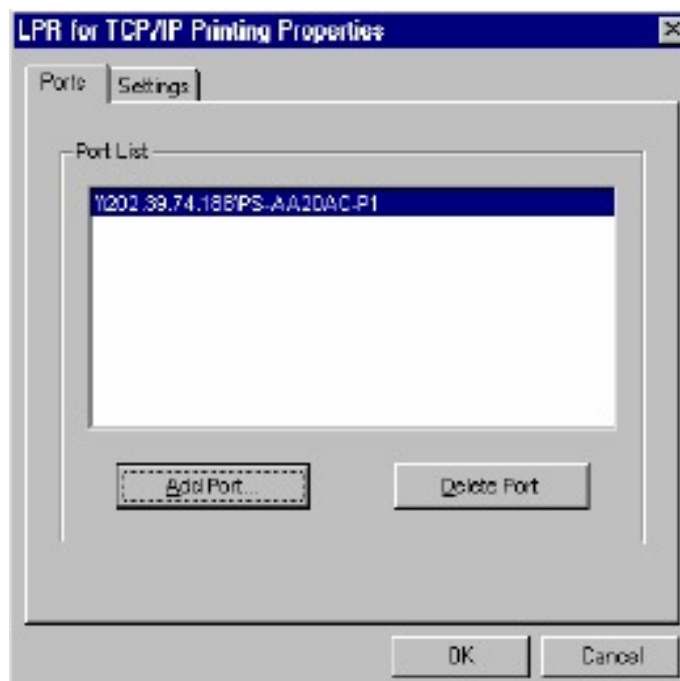 LPR for TCP/IP Printing Properties
Ports
Settings
Port List
\\202.39.74.188\PS-AA2DAC-P1
Add Port...
Delete Port
OK
Cancel